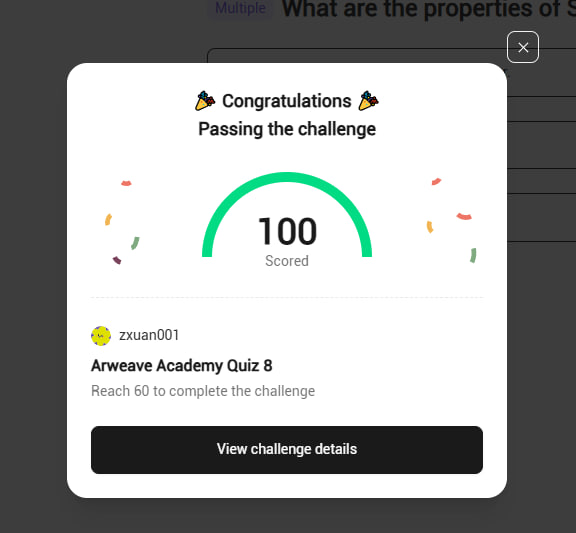 Multiple What are the properties of S
🎉 Congratulations 🎉
Passing the challenge
100
Scored
zxuan001
Arweave Academy Quiz 8
Reach 60 to complete the challenge
View challenge details